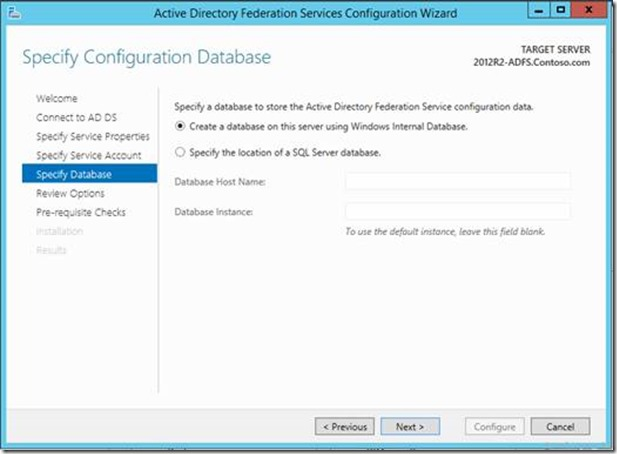 Active Directory Federation Services Configuration Wizard
Specify Configuration Database
TARGET SERVER
2012R2-ADFS.Contoso.com
Welcome
Connect to AD DS
Specify Service Properties
Specify Service Account
Specify Database
Review Options
Pre-requisite Checks
Installation
Results
Specify a database to store the Active Directory Federation Service configuration data.
Create a database on this server using Windows Internal Database.
Specify the location of a SQL Server database.
Database Host Name:
Database Instance:
To use the default instance, leave this field blank.
< Previous
Next >
Configure
Cancel